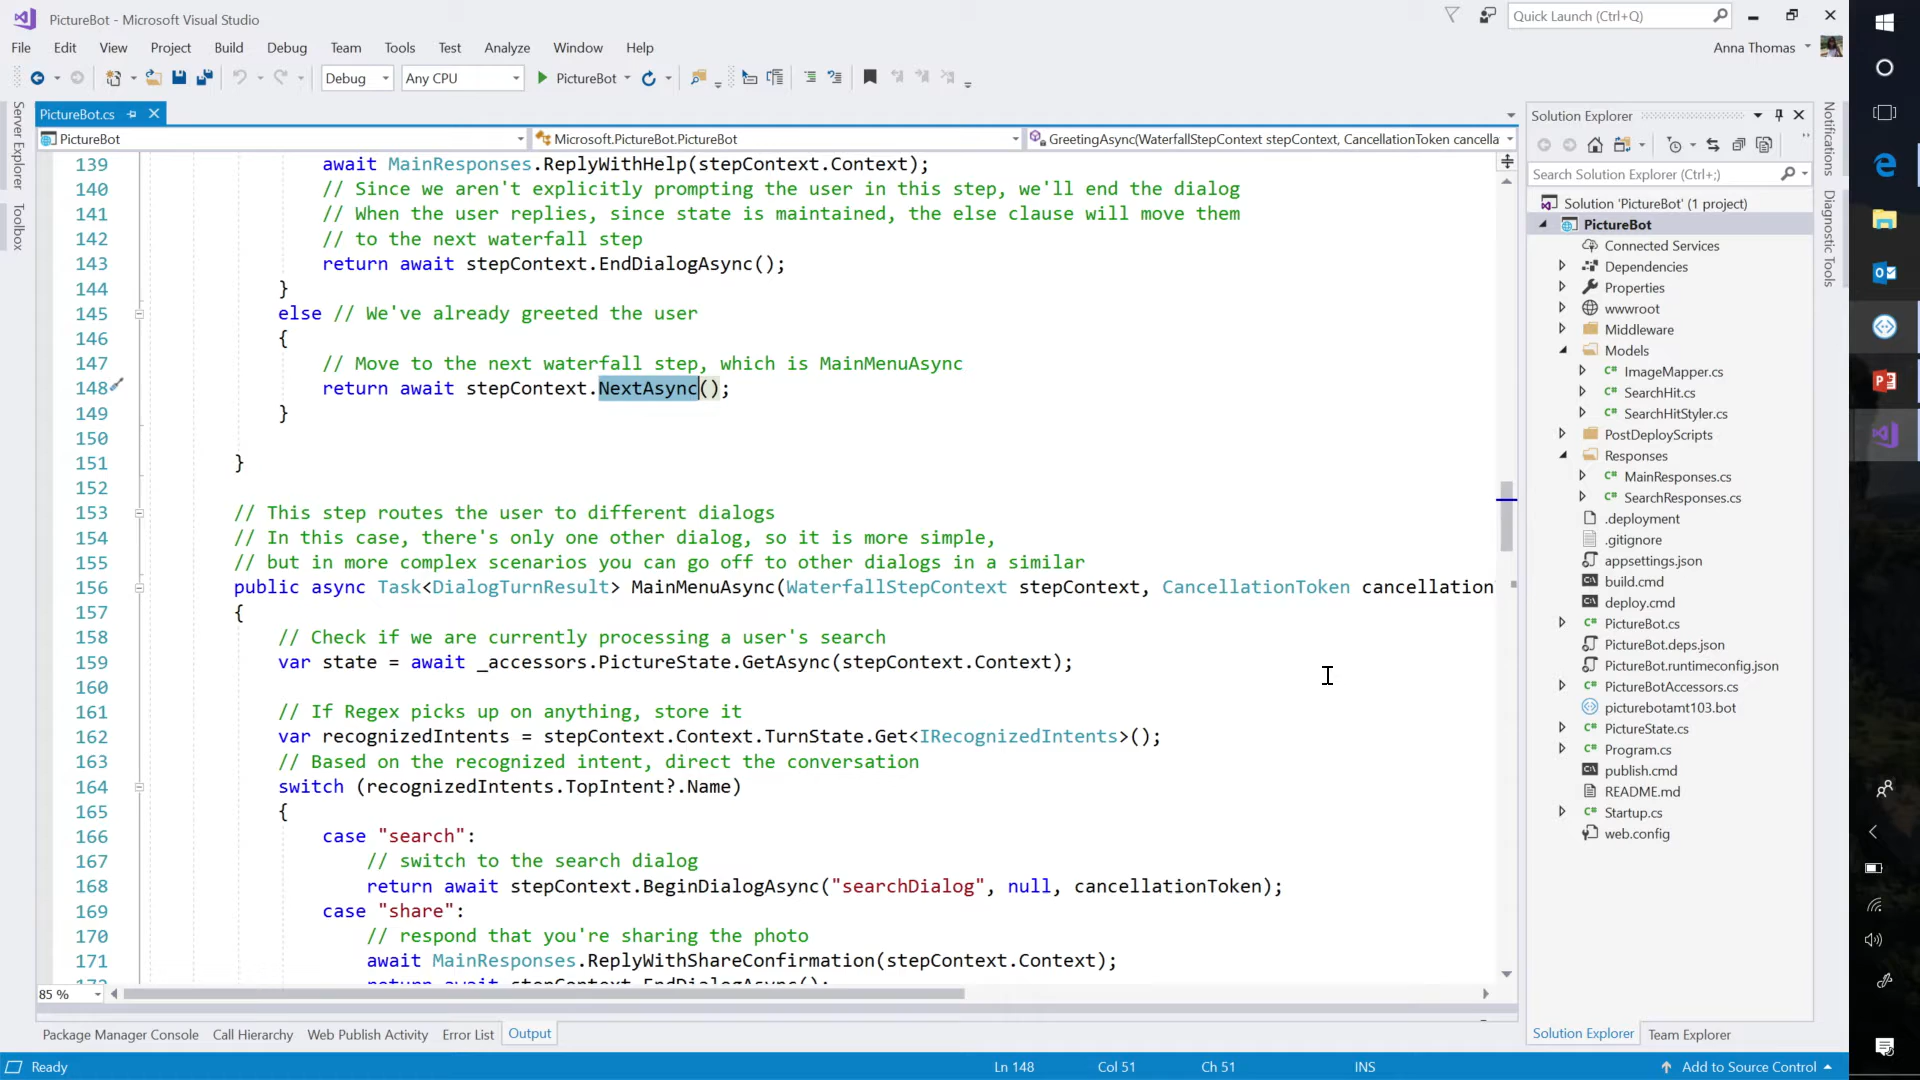 PictureBot - Microsoft Visual Studio
Quick Launch (Ctrl+Q)
File Edit View Project Build Debug Team Tools Test Analyze Window Help
Anna Thomas
Debug Any CPU PictureBot
Server Explorer
Toolbox
PictureBot.cs
PictureBot Microsoft.PictureBot.PictureBot GreetingAsync(WaterfallStepContext stepContext, CancellationToken cancella
139 await MainResponses.ReplyWithHelp(stepContext.Context);
140 // Since we aren't explicitly prompting the user in this step, we'll end the dialog
141 // When the user replies, since state is maintained, the else clause will move them
142 // to the next waterfall step
143 return await stepContext.EndDialogAsync();
144 }
145 else // We've already greeted the user
146 {
147 // Move to the next waterfall step, which is MainMenuAsync
148 return await stepContext.NextAsync();
149 }
150
151 }
152
153 // This step routes the user to different dialogs
154 // In this case, there's only one other dialog, so it is more simple,
155 // but in more complex scenarios you can go off to other dialogs in a similar
156 public async Task<DialogTurnResult> MainMenuAsync(WaterfallStepContext stepContext, CancellationToken cancellation
157 {
158 // Check if we are currently processing a user's search
159 var state = await _accessors.PictureState.GetAsync(stepContext.Context);
160
161 // If Regex picks up on anything, store it
162 var recognizedIntents = stepContext.Context.TurnState.Get<IRecognizedIntents>();
163 // Based on the recognized intent, direct the conversation
164 switch (recognizedIntents.TopIntent?.Name)
165 {
166 case "search":
167 // switch to the search dialog
168 return await stepContext.BeginDialogAsync("searchDialog", null, cancellationToken);
169 case "share":
170 // respond that you're sharing the photo
171 await MainResponses.ReplyWithShareConfirmation(stepContext.Context);
172 return await stepContext.EndDialogAsync();
85 %
Package Manager Console Call Hierarchy Web Publish Activity Error List Output
Solution Explorer
Search Solution Explorer (Ctrl+;)
Solution 'PictureBot' (1 project)
PictureBot
Connected Services
Dependencies
Properties
wwwroot
Middleware
Models
C# ImageMapper.cs
C# SearchHit.cs
C# SearchHitStyler.cs
PostDeployScripts
Responses
C# MainResponses.cs
C# SearchResponses.cs
.deployment
.gitignore
appsettings.json
build.cmd
deploy.cmd
C# PictureBot.cs
PictureBot.deps.json
PictureBot.runtimeconfig.json
C# PictureBotAccessors.cs
picturebotamt103.bot
C# PictureState.cs
C# Program.cs
publish.cmd
README.md
C# Startup.cs
web.config
Solution Explorer Team Explorer
Notifications
Diagnostic Tools
Ready Ln 148 Col 51 Ch 51 INS Add to Source Control